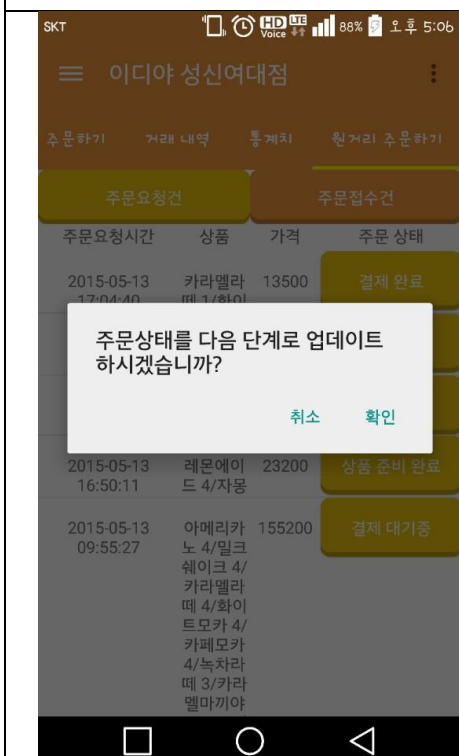 SKT HD Voice LTE 88% 오후 5:06
이디야 성신여대점
주문하기 거래 내역 통계치 원거리 주문하기
주문요청건 주문접수건
주문요청시간 상품 가격 주문 상태
2015-05-13 카라멜라 13500 결제 완료
17:04:40 떼 1/화이
주문상태를 다음 단계로 업데이트
하시겠습니까?
취소 확인
2015-05-13 레몬에이 23200 상품 준비 완료
16:50:11 드 4/자몽
2015-05-13 아메리카 155200 결제 대기중
09:55:27 노 4/밀크
쉐이크 4/
카라멜라
떼 4/화이
트모카 4/
카페모카
4/녹차라
떼 3/카라
멜마끼야